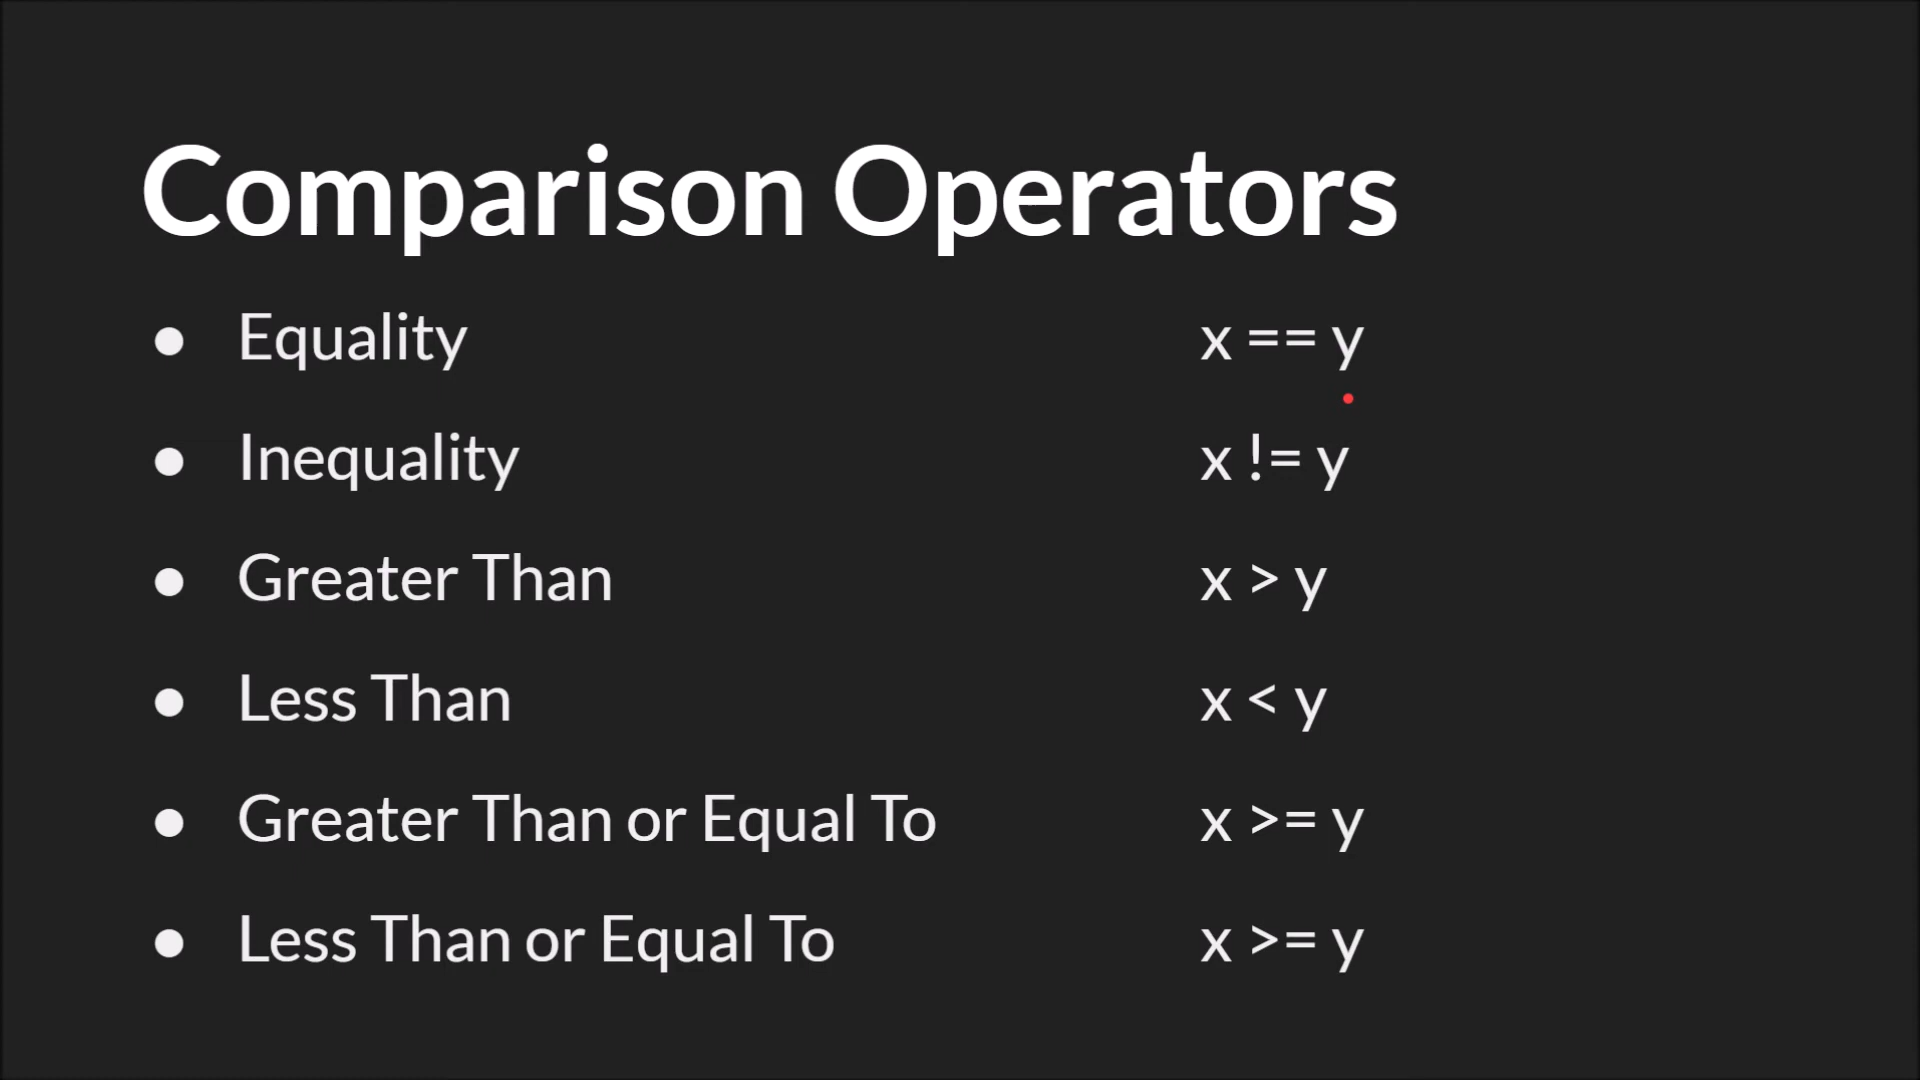 Comparison Operators
● Equality x == y
● Inequality x != y
● Greater Than x > y
● Less Than x < y
● Greater Than or Equal To x >= y
● Less Than or Equal To x >= y